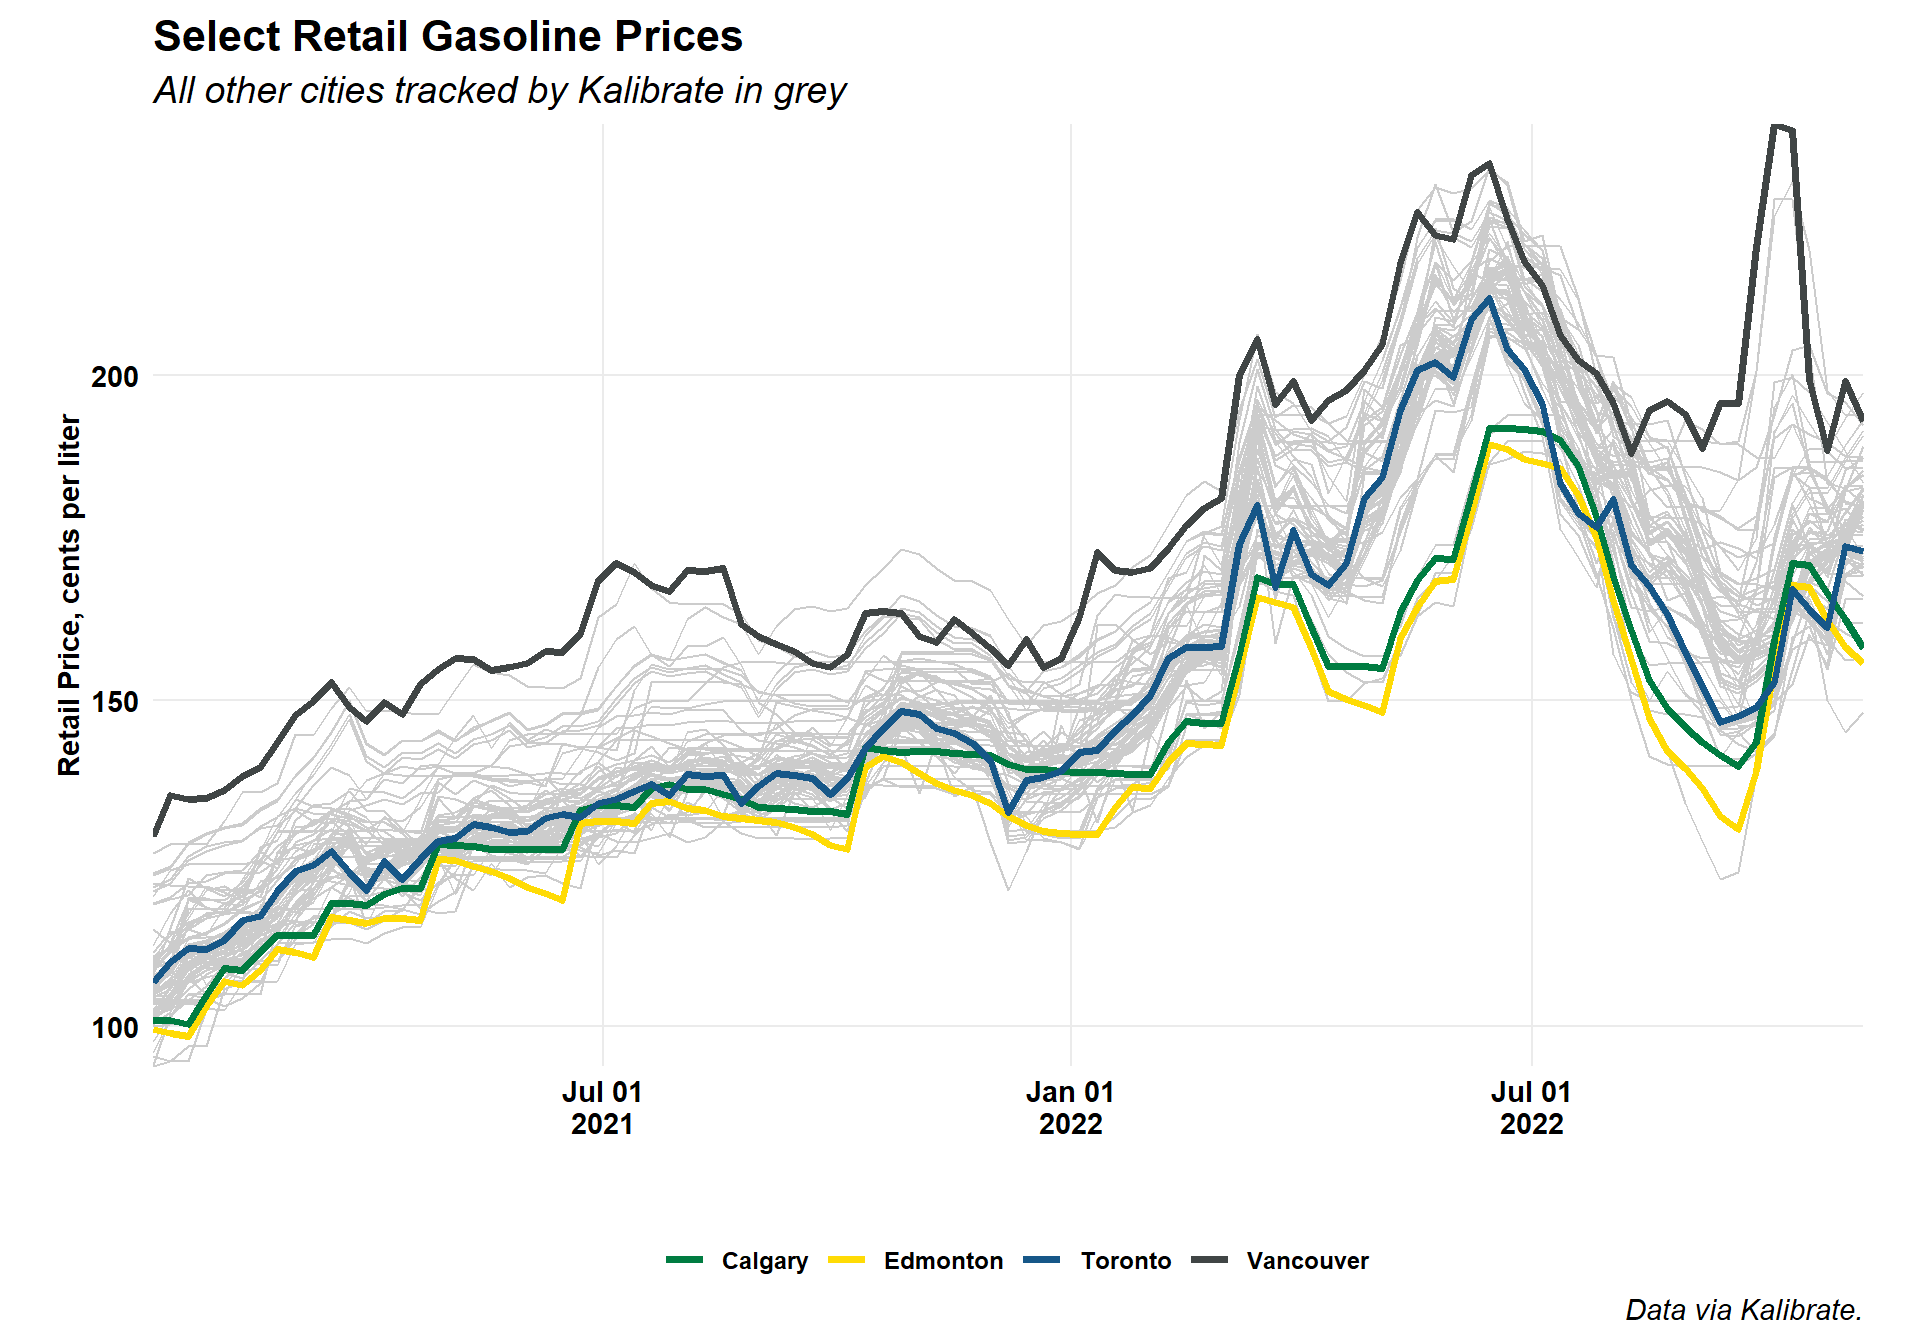 Select Retail Gasoline Prices
All other cities tracked by Kalibrate in grey
Retail Price, cents per liter
200
150
100
Jul 01
2021
Jan 01
2022
Jul 01
2022
Calgary
Edmonton
Toronto
Vancouver
Data via Kalibrate.